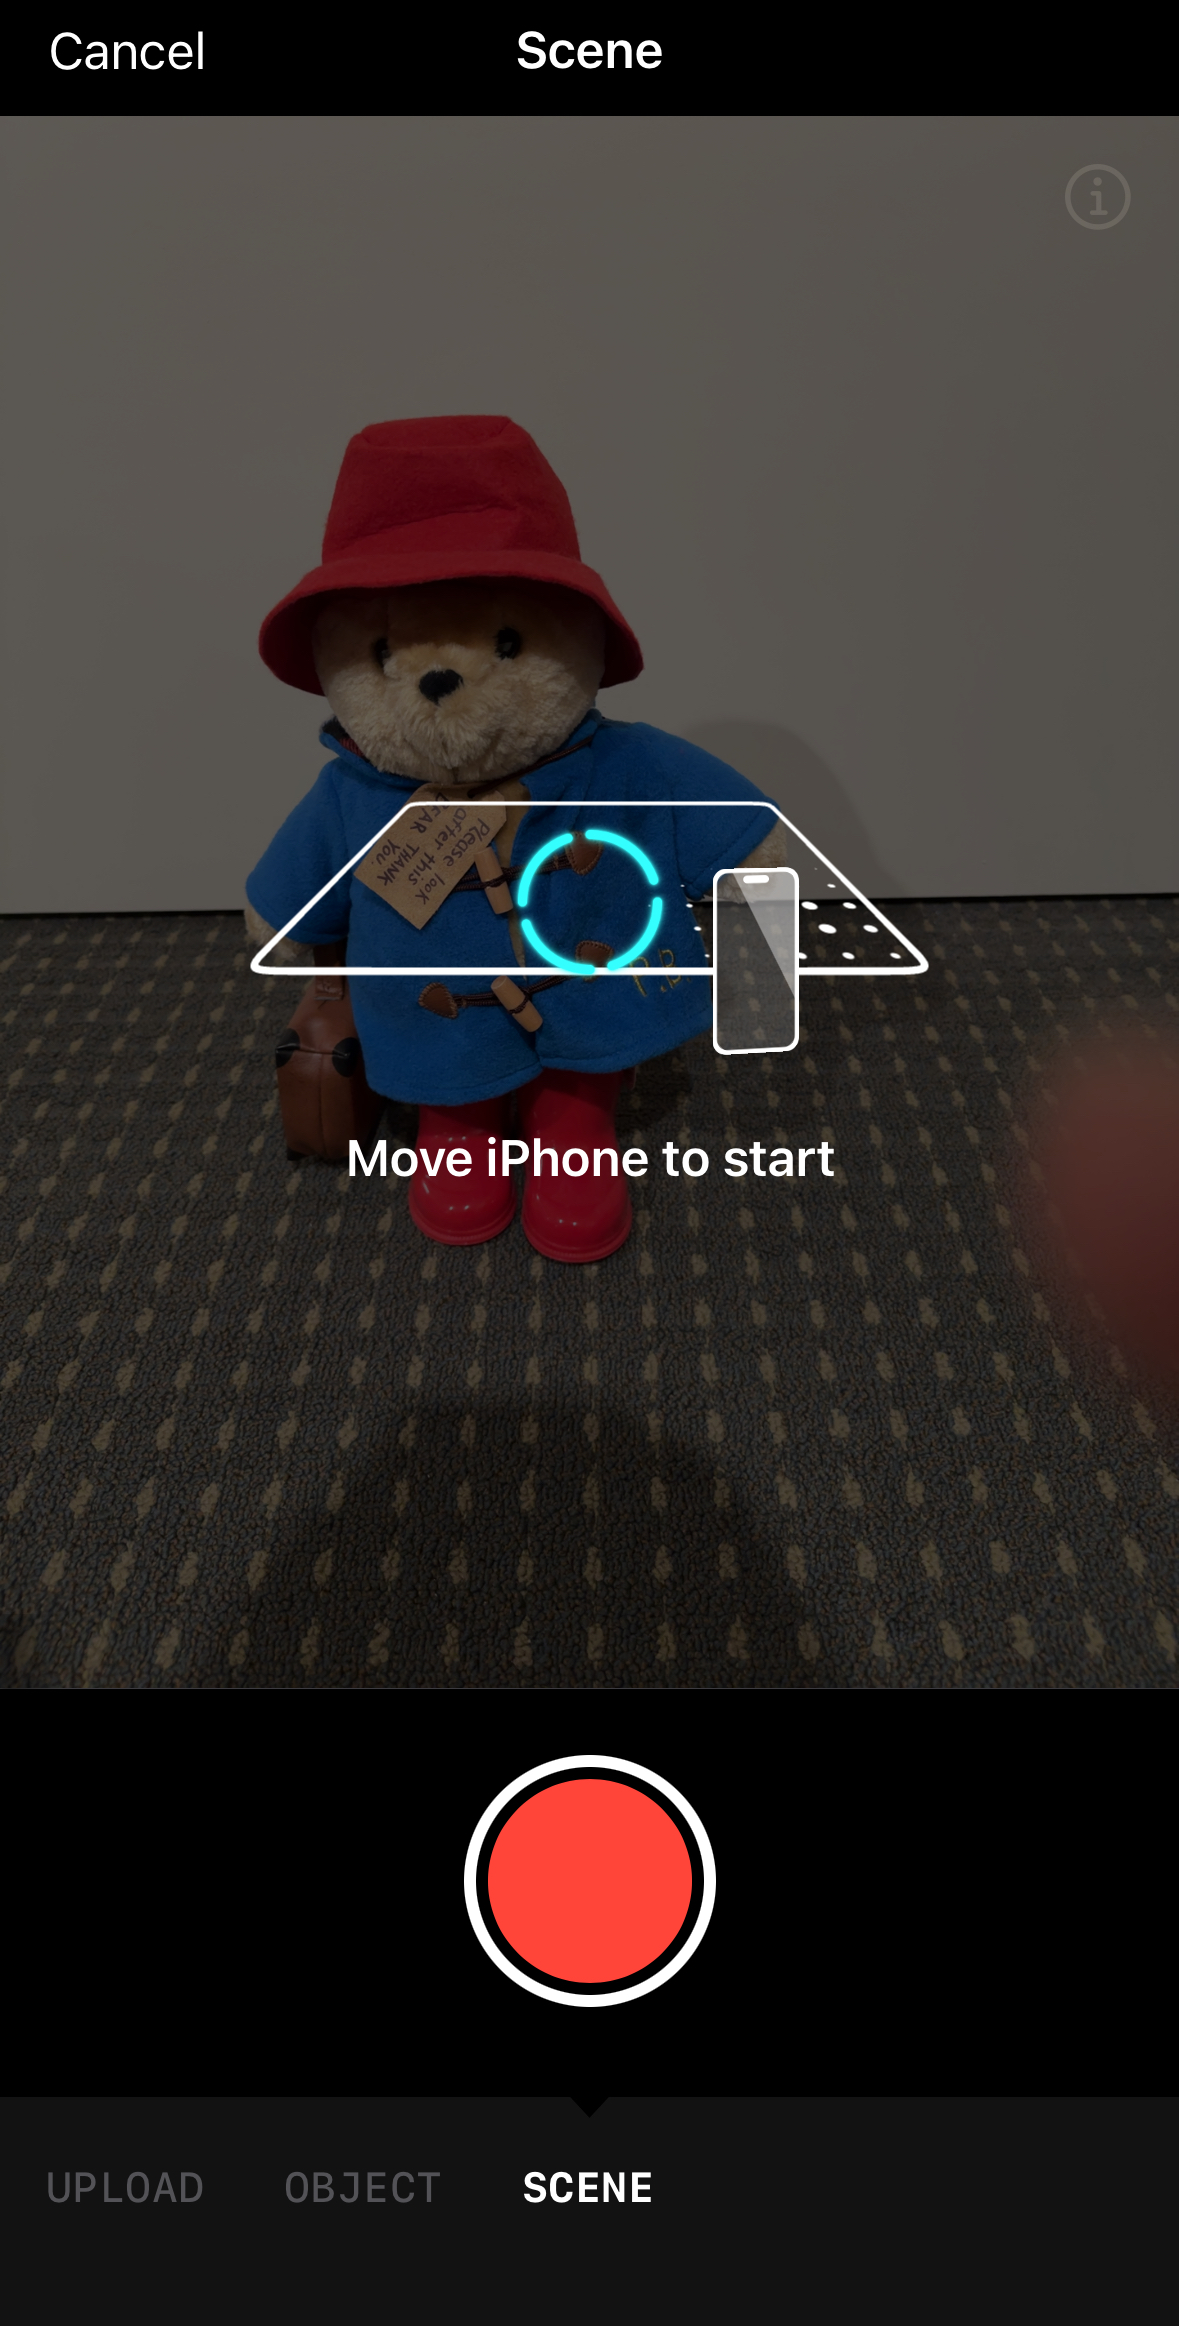 Cancel
Scene
Please look
after this
BEAR
THANK
YOU.
P.B.
Move iPhone to start
UPLOAD
OBJECT
SCENE